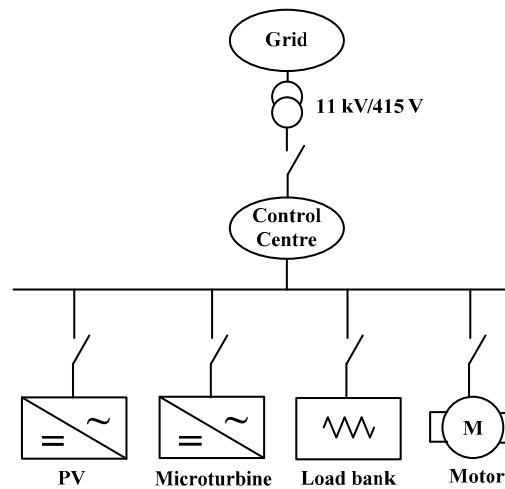 Grid
11 kV/415 V
Control
Centre
M
PV
Microturbine
Load bank
Motor